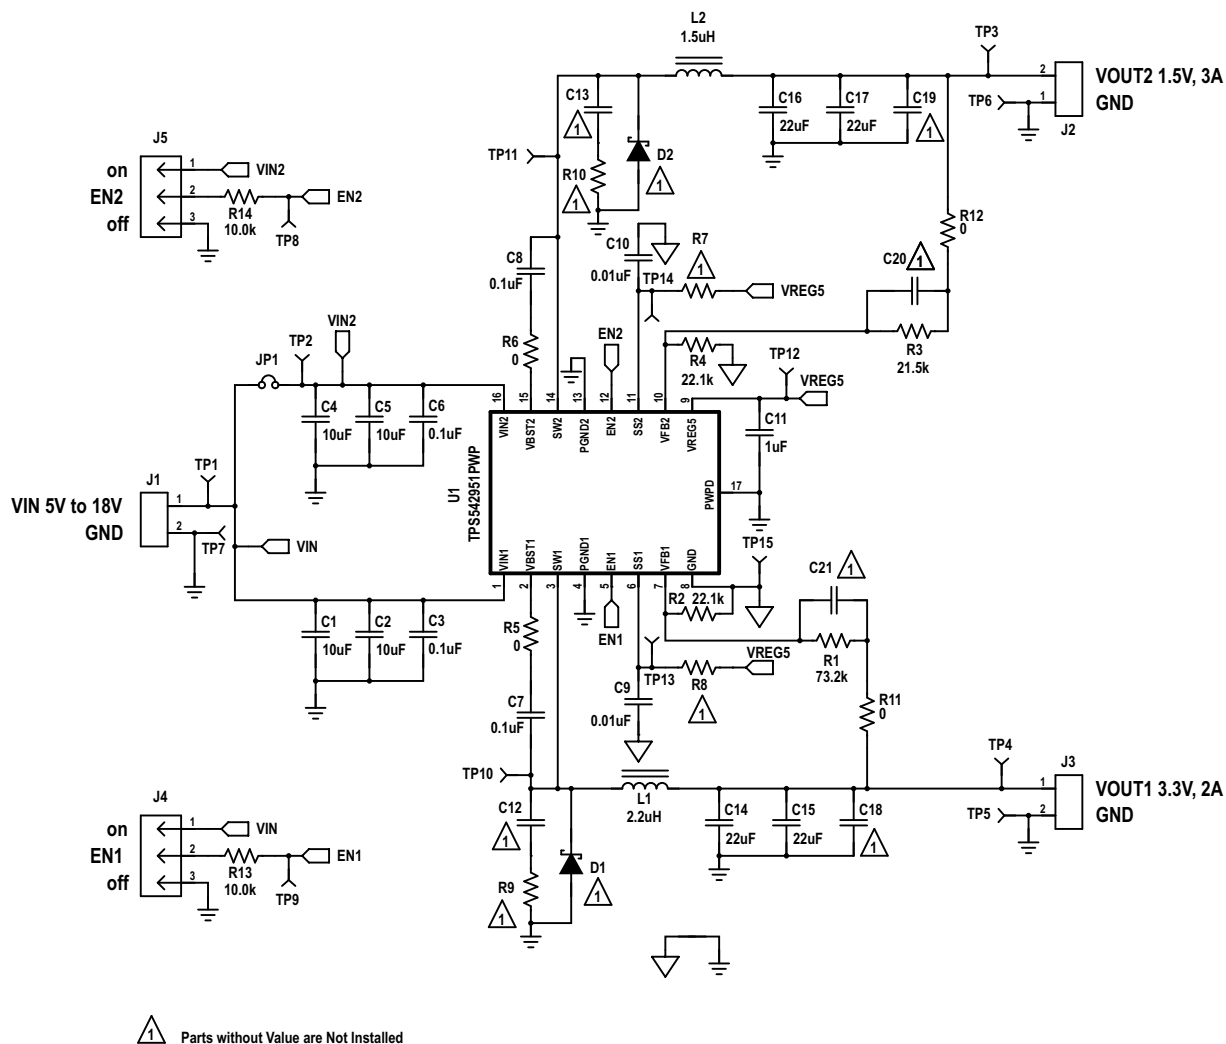 L2
1.5uH
TP3
VOUT2 1.5V, 3A
GND
2
1
J2
TP6
C13
1
R10
1
D2
1
C16
22uF
C17
22uF
C19
1
TP11
J5
on
EN2
off
1
2
3
VIN2
R14
10.0k
EN2
TP8
C8
0.1uF
C10
0.01uF
TP14
R7
1
VREG5
R12
0
C20
1
R3
21.5k
R6
0
EN2
R4
22.1k
TP12
VREG5
VIN2
TP2
JP1
C4
10uF
C5
10uF
C6
0.1uF
C11
1uF
16
15
14
13
12
11
10
9
VIN2
VBST2
SW2
PGND2
EN2
SS2
VFB2
VREG5
U1
TPS542951PWP
PWPD
17
VIN1
VBST1
SW1
PGND1
EN1
SS1
VFB1
GND
1
2
3
4
5
6
7
8
TP1
J1
VIN 5V to 18V
GND
1
2
TP7
VIN
TP15
R2 22.1k
C21
1
R1
73.2k
C1
10uF
C2
10uF
C3
0.1uF
R5
0
EN1
TP13
R8
1
VREG5
C9
0.01uF
R11
0
C7
0.1uF
TP10
L1
2.2uH
TP4
J3
VOUT1 3.3V, 2A
GND
1
2
TP5
J4
on
EN1
off
1
2
3
VIN
R13
10.0k
EN1
TP9
C12
1
R9
1
D1
1
C14
22uF
C15
22uF
C18
1
1 Parts without Value are Not Installed